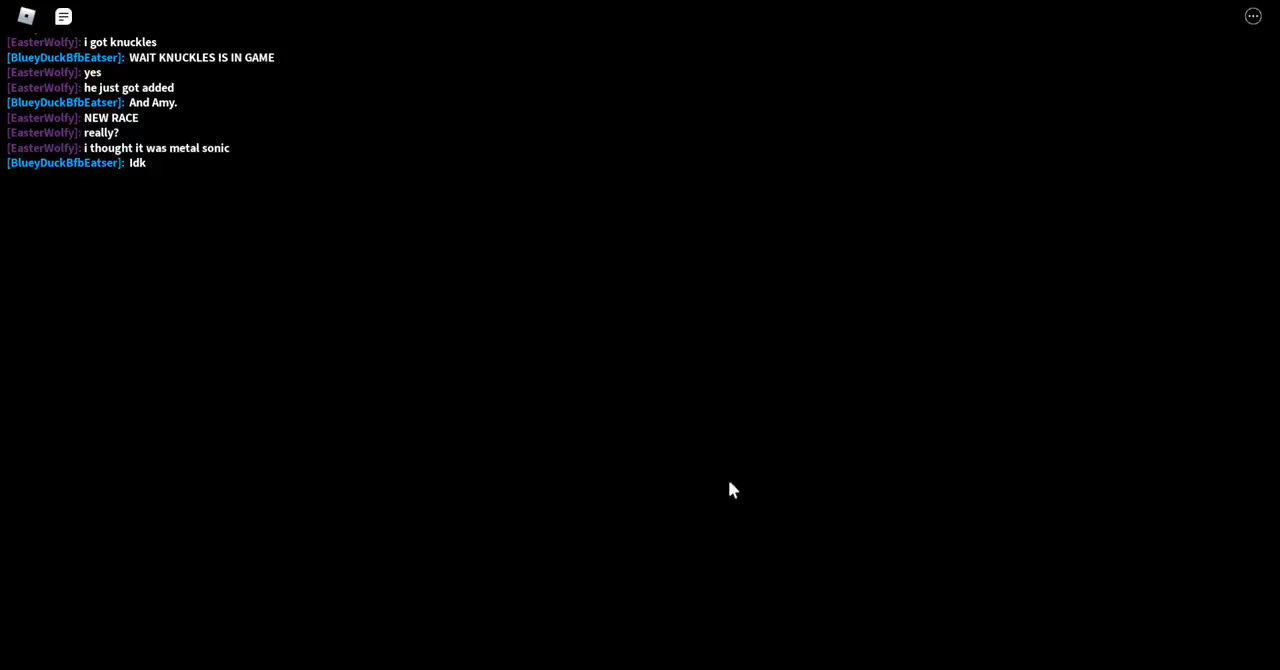 [EasterWolfy]: i got knuckles
[BlueyDuckBfbEatser]: WAIT KNUCKLES IS IN GAME
[EasterWolfy]: yes
[EasterWolfy]: he just got added
[BlueyDuckBfbEatser]: And Amy.
[EasterWolfy]: NEW RACE
[EasterWolfy]: really?
[EasterWolfy]: i thought it was metal sonic
[BlueyDuckBfbEatser]: Idk